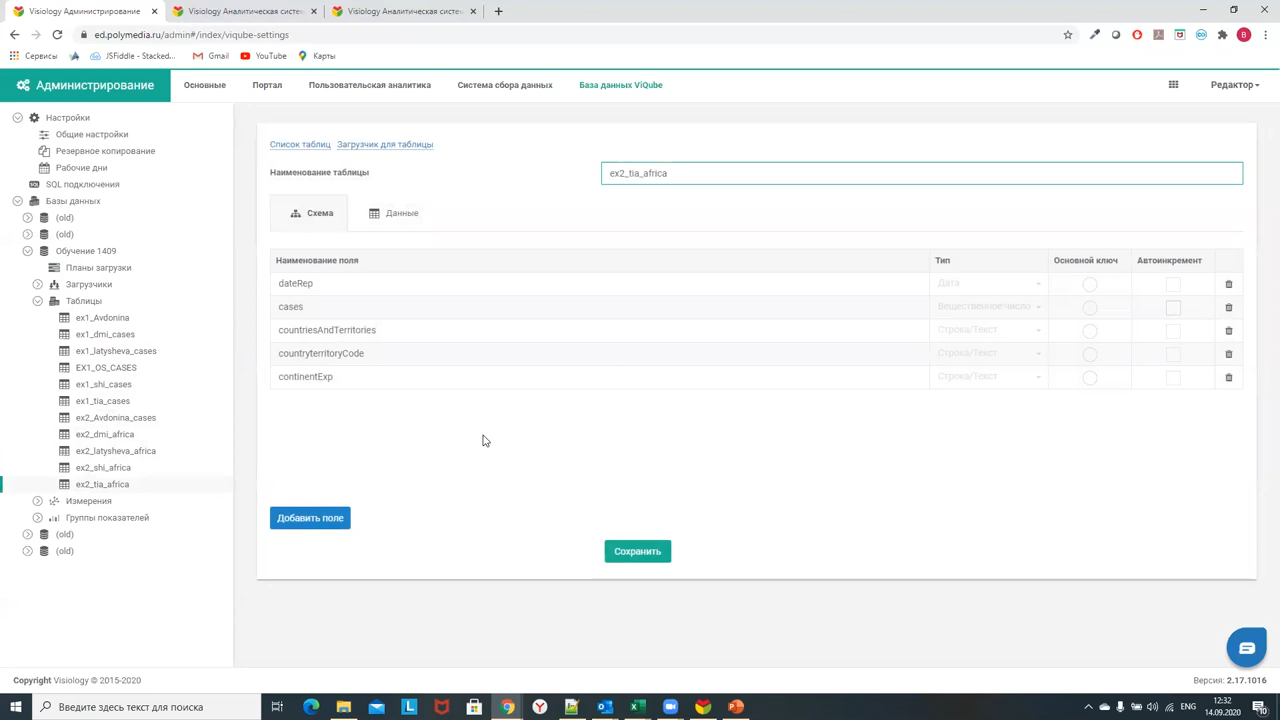 Visiology Администрирование
Visiology Аналитическая систем
Visiology Аналитическая систем
ed.polymedia.ru/admin#/index/viqube-settings
B
Сервисы
JSFiddle - Stacked...
Gmail
YouTube
Карты
Администрирование
Основные
Портал
Пользовательская аналитика
Система сбора данных
База данных ViQube
Редактор
Настройки
Общие настройки
Резервное копирование
Рабочие дни
SQL подключения
Базы данных
(old)
(old)
Обучение 1409
Планы загрузки
Загрузчики
Таблицы
ex1_Avdonina
ex1_dmi_cases
ex1_latysheva_cases
EX1_OS_CASES
ex1_shi_cases
ex1_tia_cases
ex2_Avdonina_cases
ex2_dmi_africa
ex2_latysheva_africa
ex2_shi_africa
ex2_tia_africa
Измерения
Группы показателей
(old)
(old)
Список таблиц Загрузчик для таблицы
Наименование таблицы ex2_tia_africa
Схема Данные
Наименование поля Тип Основной ключ Автоинкремент
dateRep Дата
cases Вещественное число
countriesAndTerritories Строка/Текст
countryterritoryCode Строка/Текст
continentExp Строка/Текст
Добавить поле
Сохранить
Copyright Visiology © 2015-2020
Версия: 2.17.1016
Введите здесь текст для поиска
ENG
12:32
14.09.2020